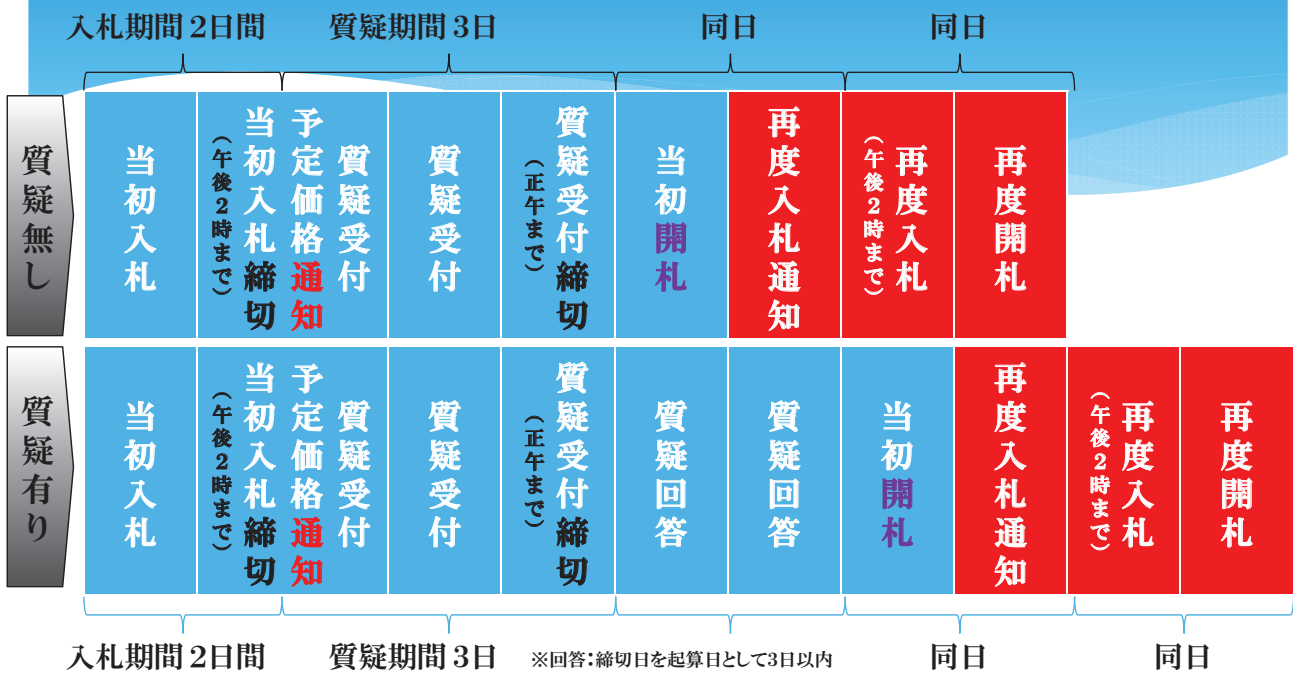 入札期間2日間
質疑期間3日
同日
同日
質疑無し
当初入札
当初入札締切
(午後2時まで)
予定価格通知
質疑受付
質疑受付
質疑受付締切
(正午まで)
当初開札
再度入札通知
再度入札
(午後2時まで)
再度開札
質疑有り
当初入札
当初入札締切
(午後2時まで)
予定価格通知
質疑受付
質疑受付
質疑受付締切
(正午まで)
質疑回答
質疑回答
当初開札
再度入札通知
再度入札
(午後2時まで)
再度開札
入札期間2日間
質疑期間3日
※回答:締切日を起算日として3日以内
同日
同日